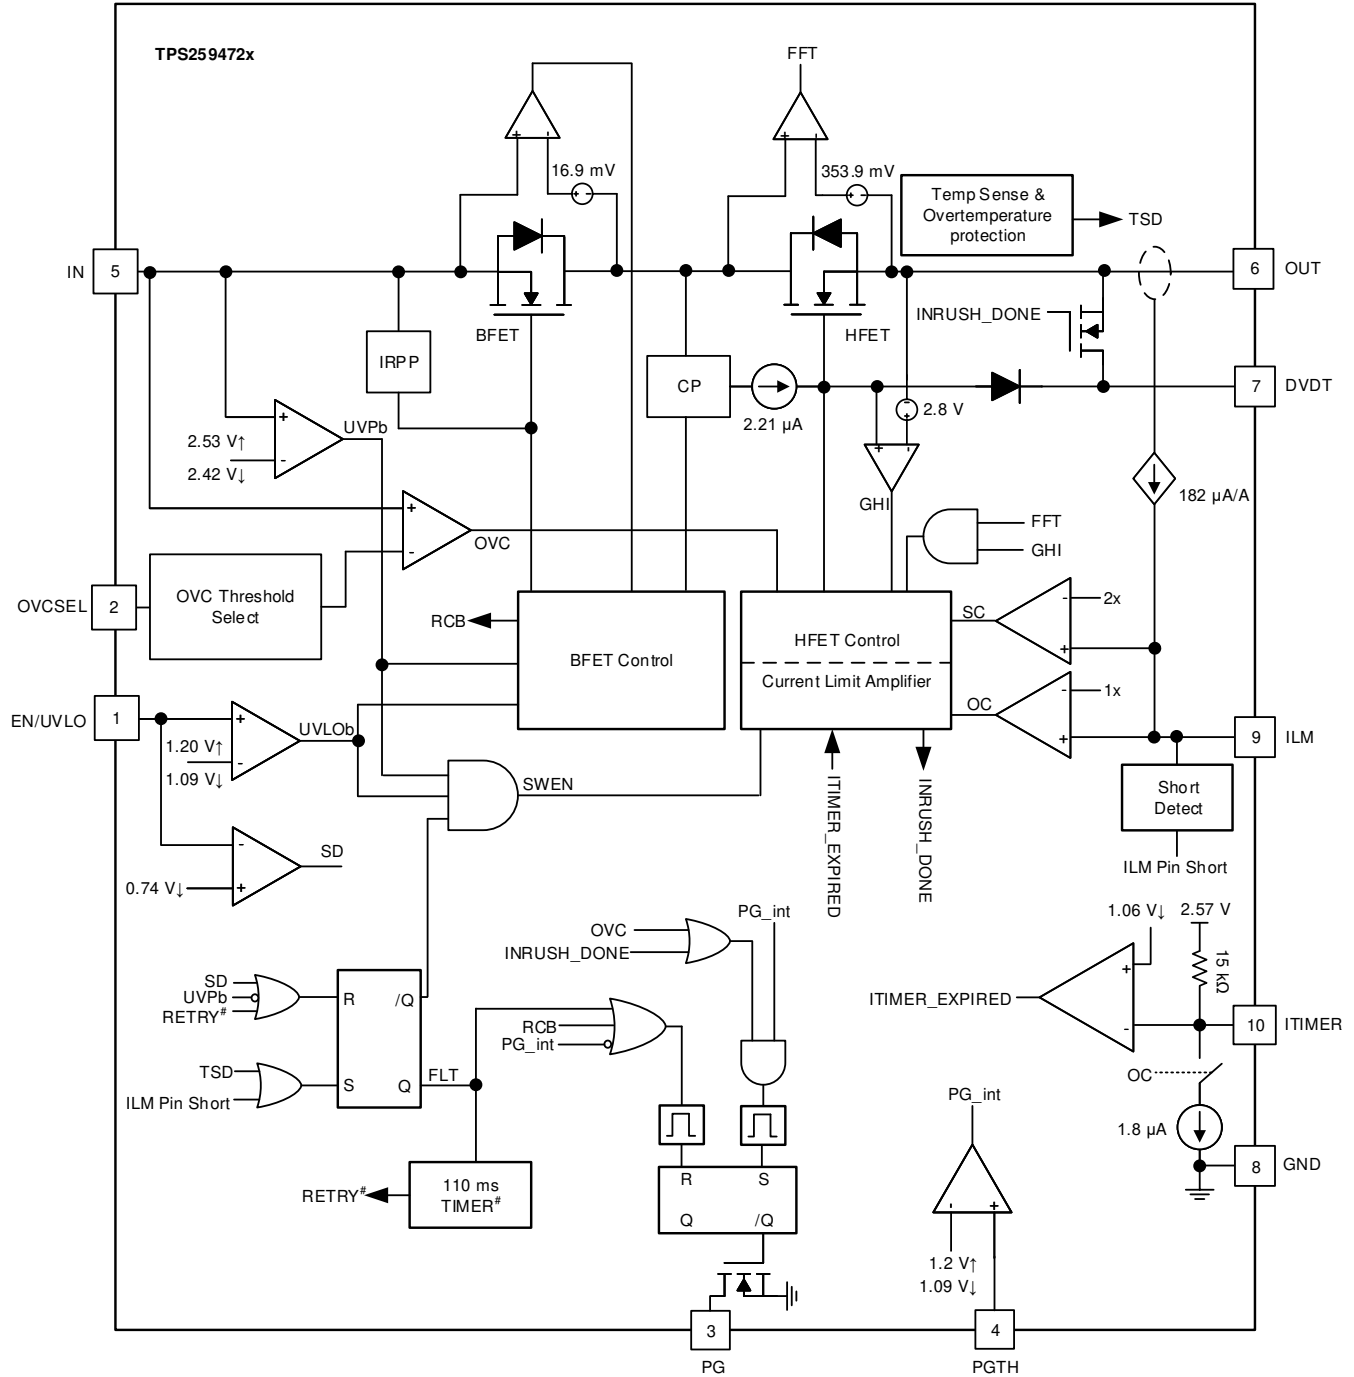 TPS259472x
FFT
+
-
+
-
16.9 mV
+
-
353.9 mV
+
-
Temp Sense &
Overtemperature
protection
TSD
IN
5
6
OUT
BFET
HFET
INRUSH_DONE
IRPP
CP
2.21 µA
-
+
2.8 V
7
DVDT
UVPb
+
-
2.53 V↑
2.42 V↓
+
-
GHI
182 µA/A
+
-
OVC
FFT
GHI
OVCSEL
2
OVC Threshold
Select
RCB
BFET Control
HFET Control
Current Limit Amplifier
SC
-
2x
+
OC
-
1x
+
EN/UVLO
1
+
-
UVLOb
1.20 V↑
1.09 V↓
9
ILM
SWEN
ITIMER_EXPIRED
INRUSH_DONE
Short
Detect
ILM Pin Short
-
+
SD
0.74 V↓
OVC
INRUSH_DONE
PG_int
1.06 V↓
2.57 V
15 kΩ
+
-
ITIMER_EXPIRED
10
ITIMER
SD
UVPb
RETRY#
R
/Q
S
Q
TSD
ILM Pin Short
FLT
RCB
PG_int
OC
1.8 µA
8
GND
PG_int
-
+
1.2 V↑
1.09 V↓
RETRY#
110 ms
TIMER#
R
S
Q
/Q
3
PG
4
PGTH